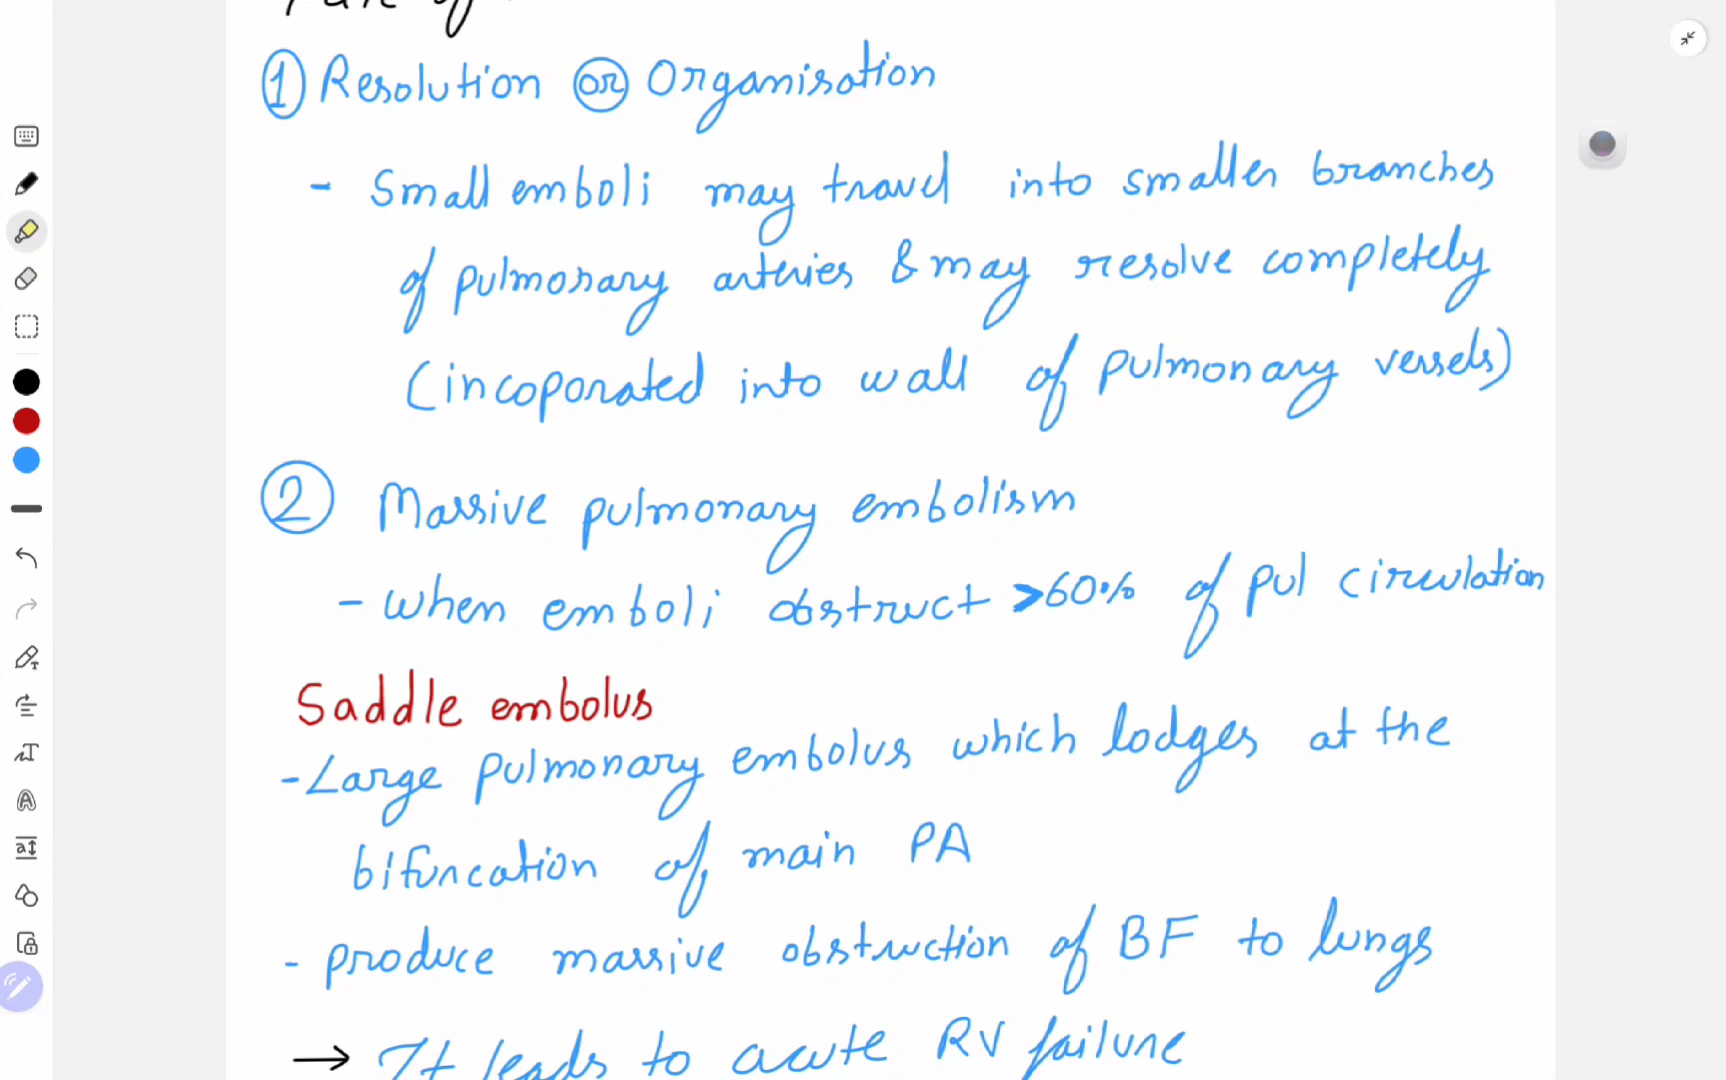 ① Resolution or Organisation
- Small emboli may travel into smaller branches
of pulmonary arteries & may resolve completely
(incoporated into wall of pulmonary vessels)
② Massive pulmonary embolism
- when emboli obstruct >60% of pul circulation
Saddle embolus
- Large pulmonary embolus which lodges at the
bifurcation of main PA
- produce massive obstruction of BF to lungs
→ It leads to acute RV failure